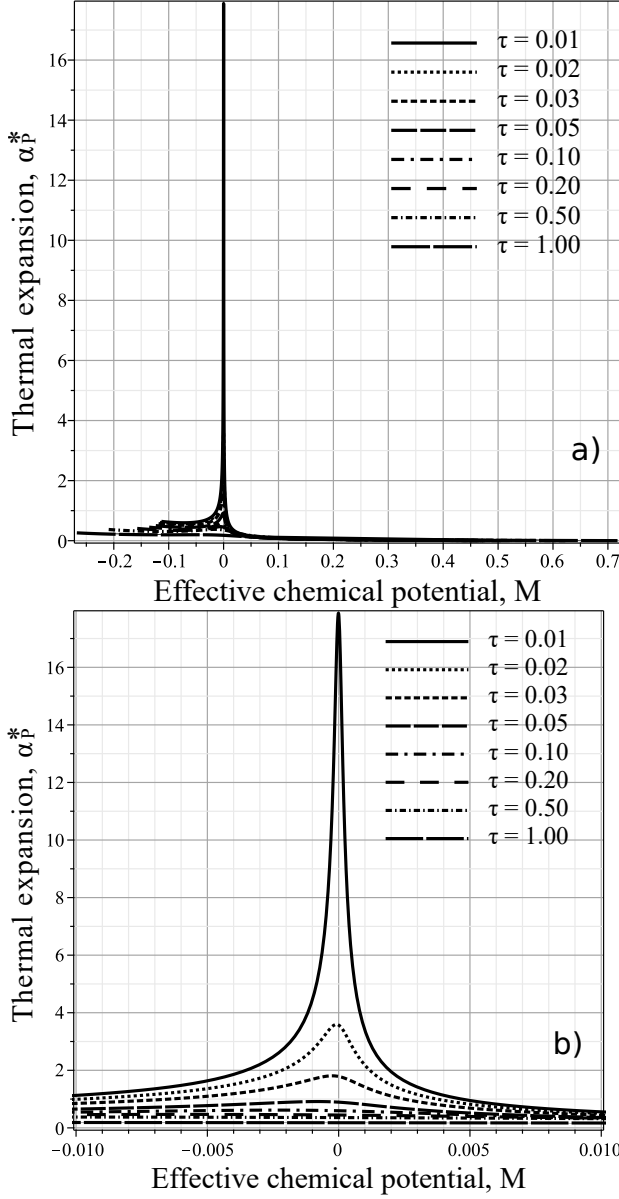 16
14
12
10
8
6
4
2
0
Thermal expansion, α*P
τ = 0.01
τ = 0.02
τ = 0.03
τ = 0.05
τ = 0.10
τ = 0.20
τ = 0.50
τ = 1.00
a)
−0.2 −0.1 0 0.1 0.2 0.3 0.4 0.5 0.6 0.7
Effective chemical potential, M
16
14
12
10
8
6
4
2
0
Thermal expansion, α*P
τ = 0.01
τ = 0.02
τ = 0.03
τ = 0.05
τ = 0.10
τ = 0.20
τ = 0.50
τ = 1.00
b)
−0.010 −0.005 0 0.005 0.010
Effective chemical potential, M